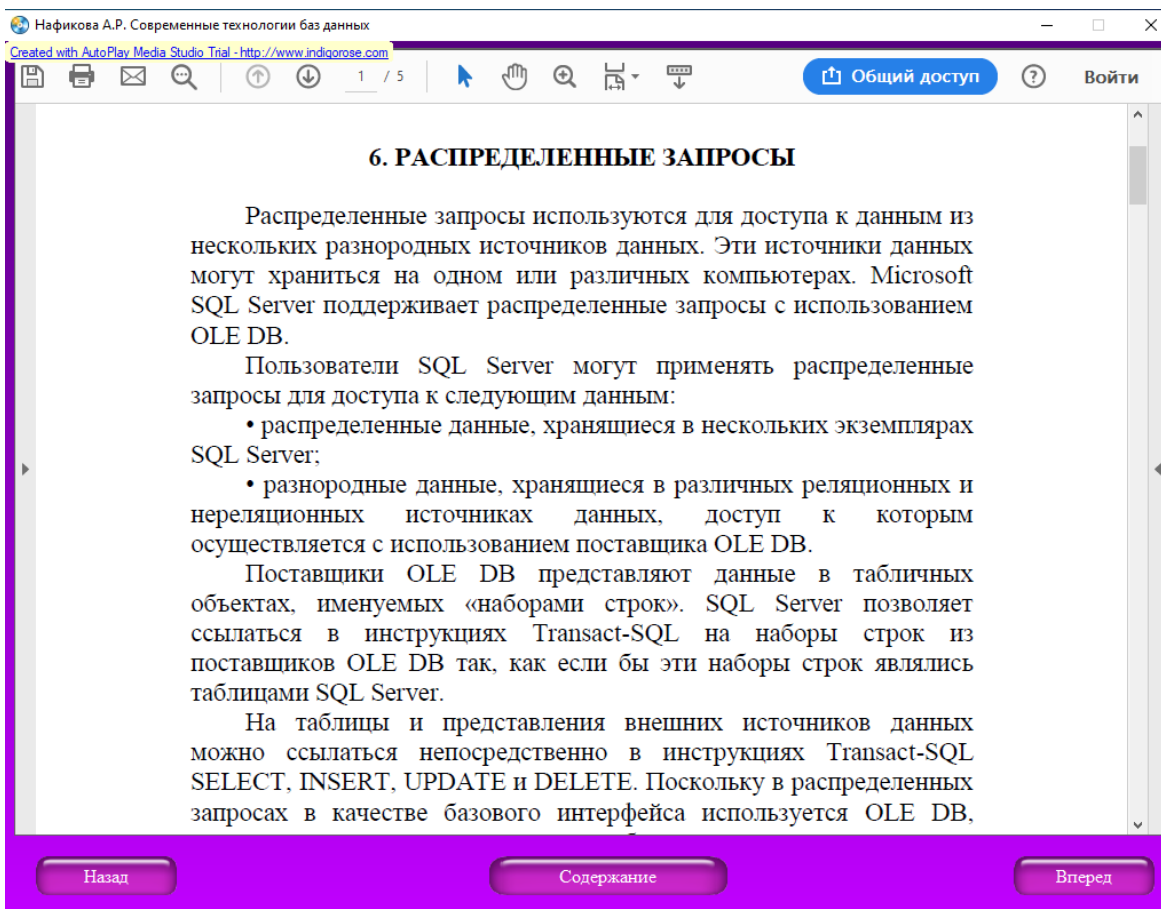 Нафикова А.Р. Современные технологии баз данных
Created with AutoPlay Media Studio Trial - http://www.indigorose.com
1 / 5
Общий доступ
?
Войти
6. РАСПРЕДЕЛЕННЫЕ ЗАПРОСЫ
Распределенные запросы используются для доступа к данным из
нескольких разнородных источников данных. Эти источники данных
могут храниться на одном или различных компьютерах. Microsoft
SQL Server поддерживает распределенные запросы с использованием
OLE DB.
Пользователи SQL Server могут применять распределенные
запросы для доступа к следующим данным:
• распределенные данные, хранящиеся в нескольких экземплярах
SQL Server;
• разнородные данные, хранящиеся в различных реляционных и
нереляционных источниках данных, доступ к которым
осуществляется с использованием поставщика OLE DB.
Поставщики OLE DB представляют данные в табличных
объектах, именуемых «наборами строк». SQL Server позволяет
ссылаться в инструкциях Transact-SQL на наборы строк из
поставщиков OLE DB так, как если бы эти наборы строк являлись
таблицами SQL Server.
На таблицы и представления внешних источников данных
можно ссылаться непосредственно в инструкциях Transact-SQL
SELECT, INSERT, UPDATE и DELETE. Поскольку в распределенных
запросах в качестве базового интерфейса используется OLE DB,
Назад
Содержание
Вперед